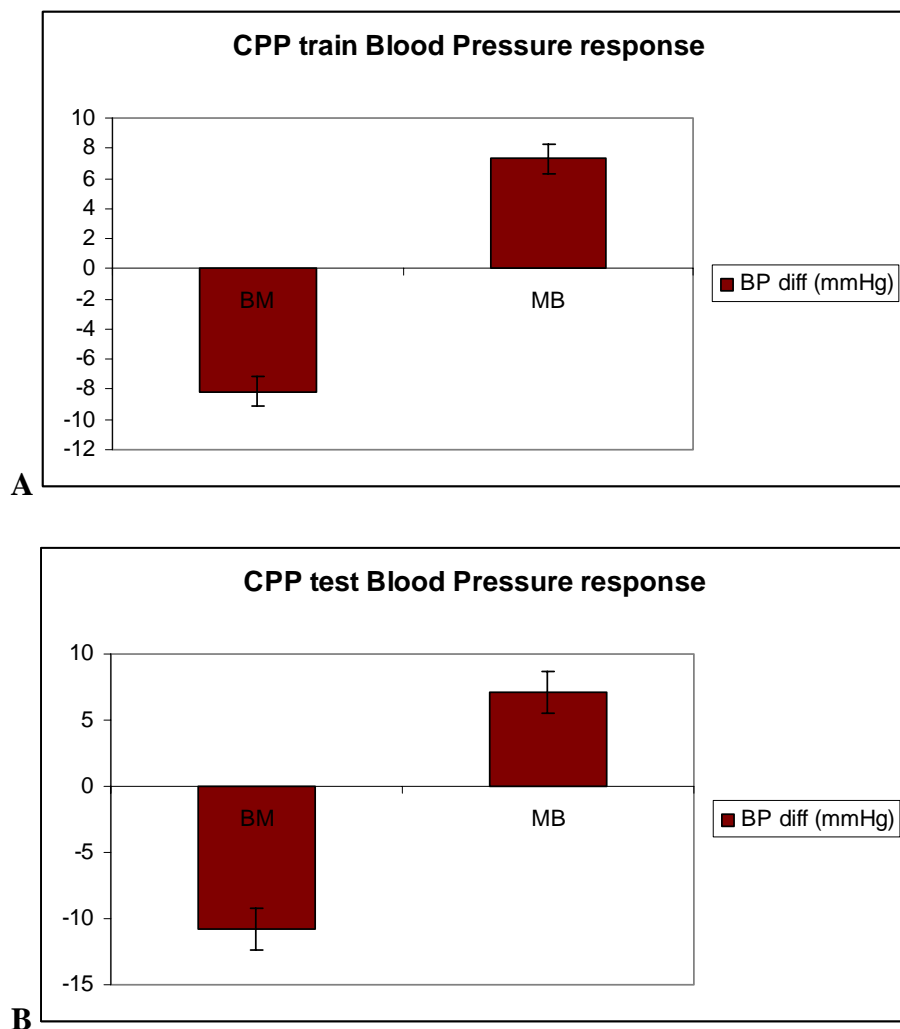 CPP train Blood Pressure response
10
8
6
4
2
0
-2
-4
-6
-8
-10
-12
BM
MB
BP diff (mmHg)
A
CPP test Blood Pressure response
10
5
0
-5
-10
-15
BM
MB
BP diff (mmHg)
B